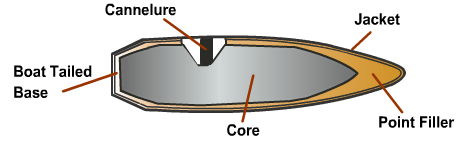 Cannelure
Jacket
Boat Tailed
Base
Core
Point Filler